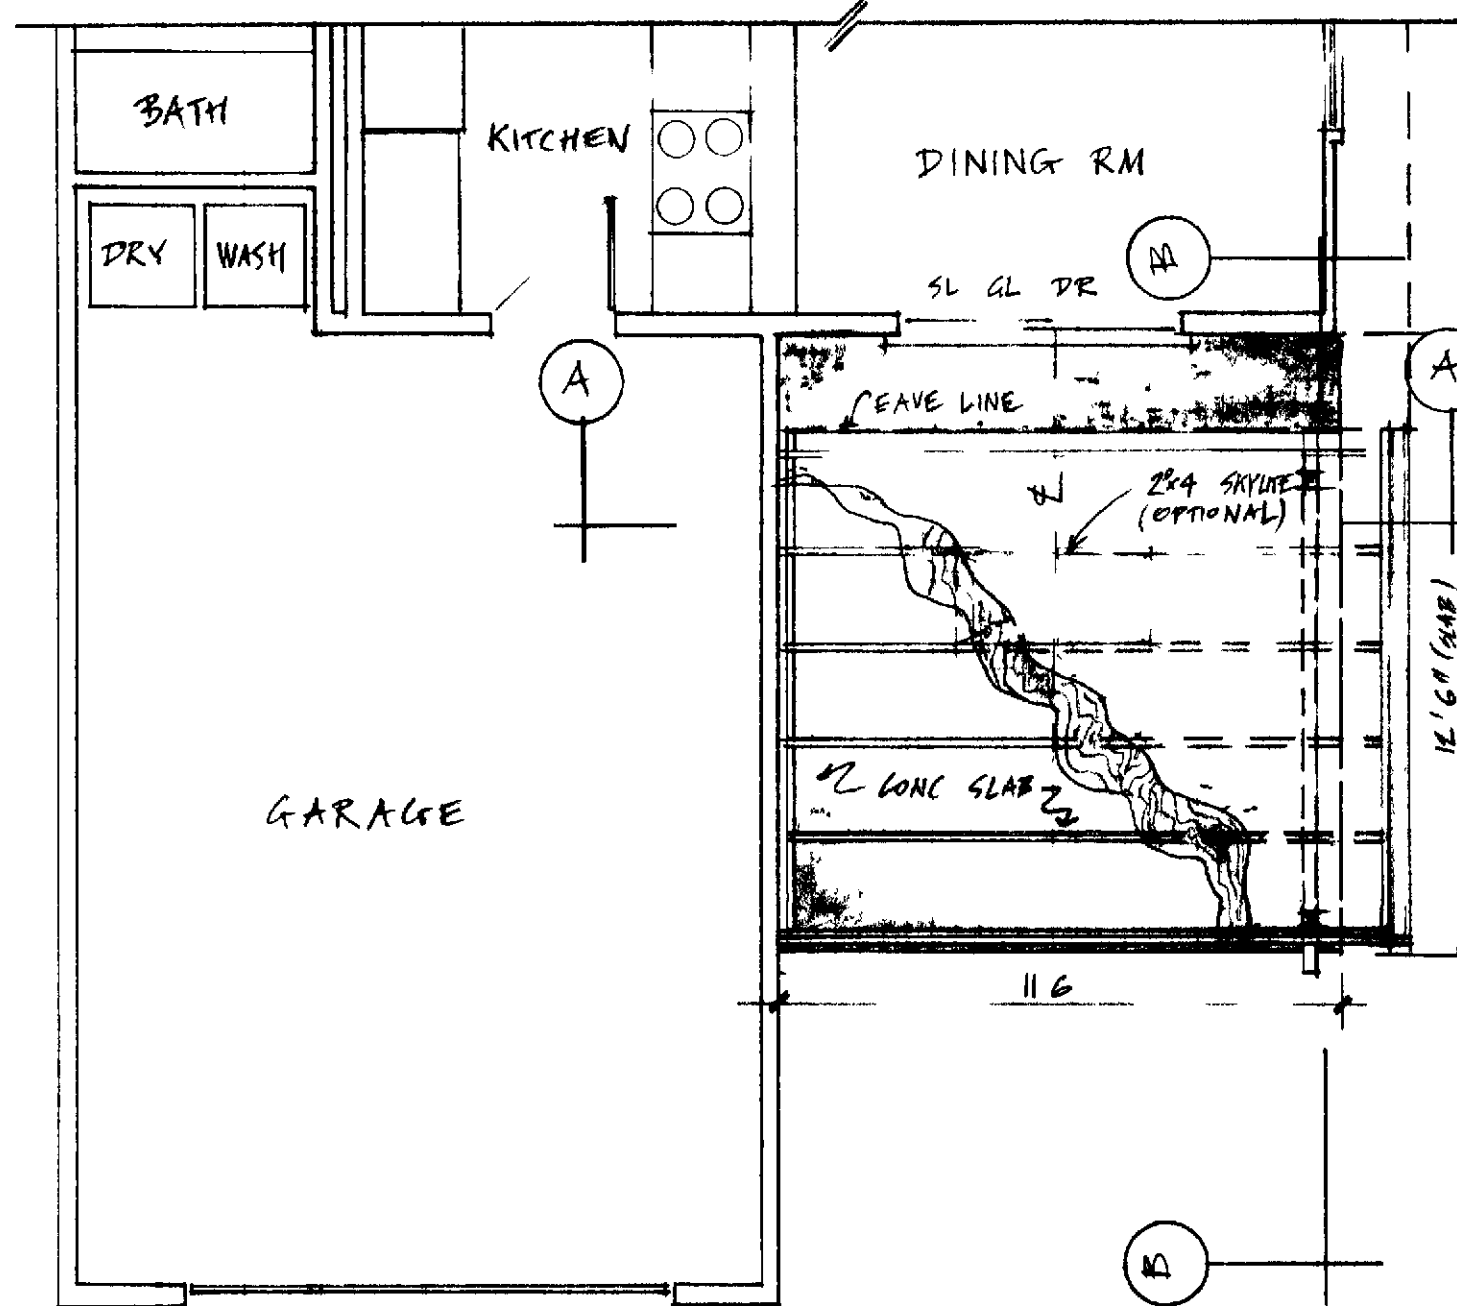 BATH
KITCHEN
DINING RM
DRY
WASH
B
SL GL DR
A
A
EAVE LINE
2x4 SKYLITE
(OPTIONAL)
12'6" (SLAB)
CONC SLAB
GARAGE
11 6
B